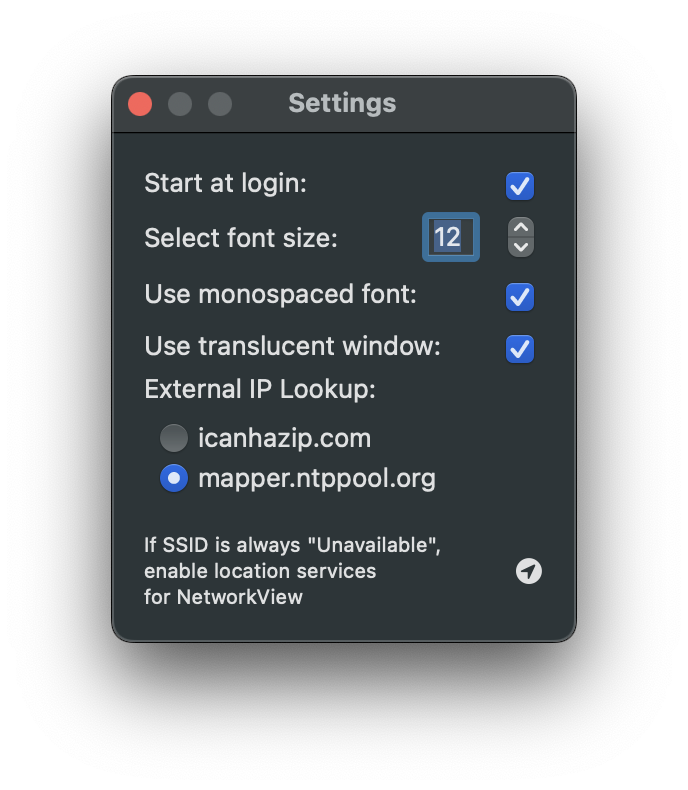 Settings
Start at login:
Select font size: 12
Use monospaced font:
Use translucent window:
External IP Lookup:
icanhazip.com
mapper.ntppool.org
If SSID is always "Unavailable",
enable location services
for NetworkView